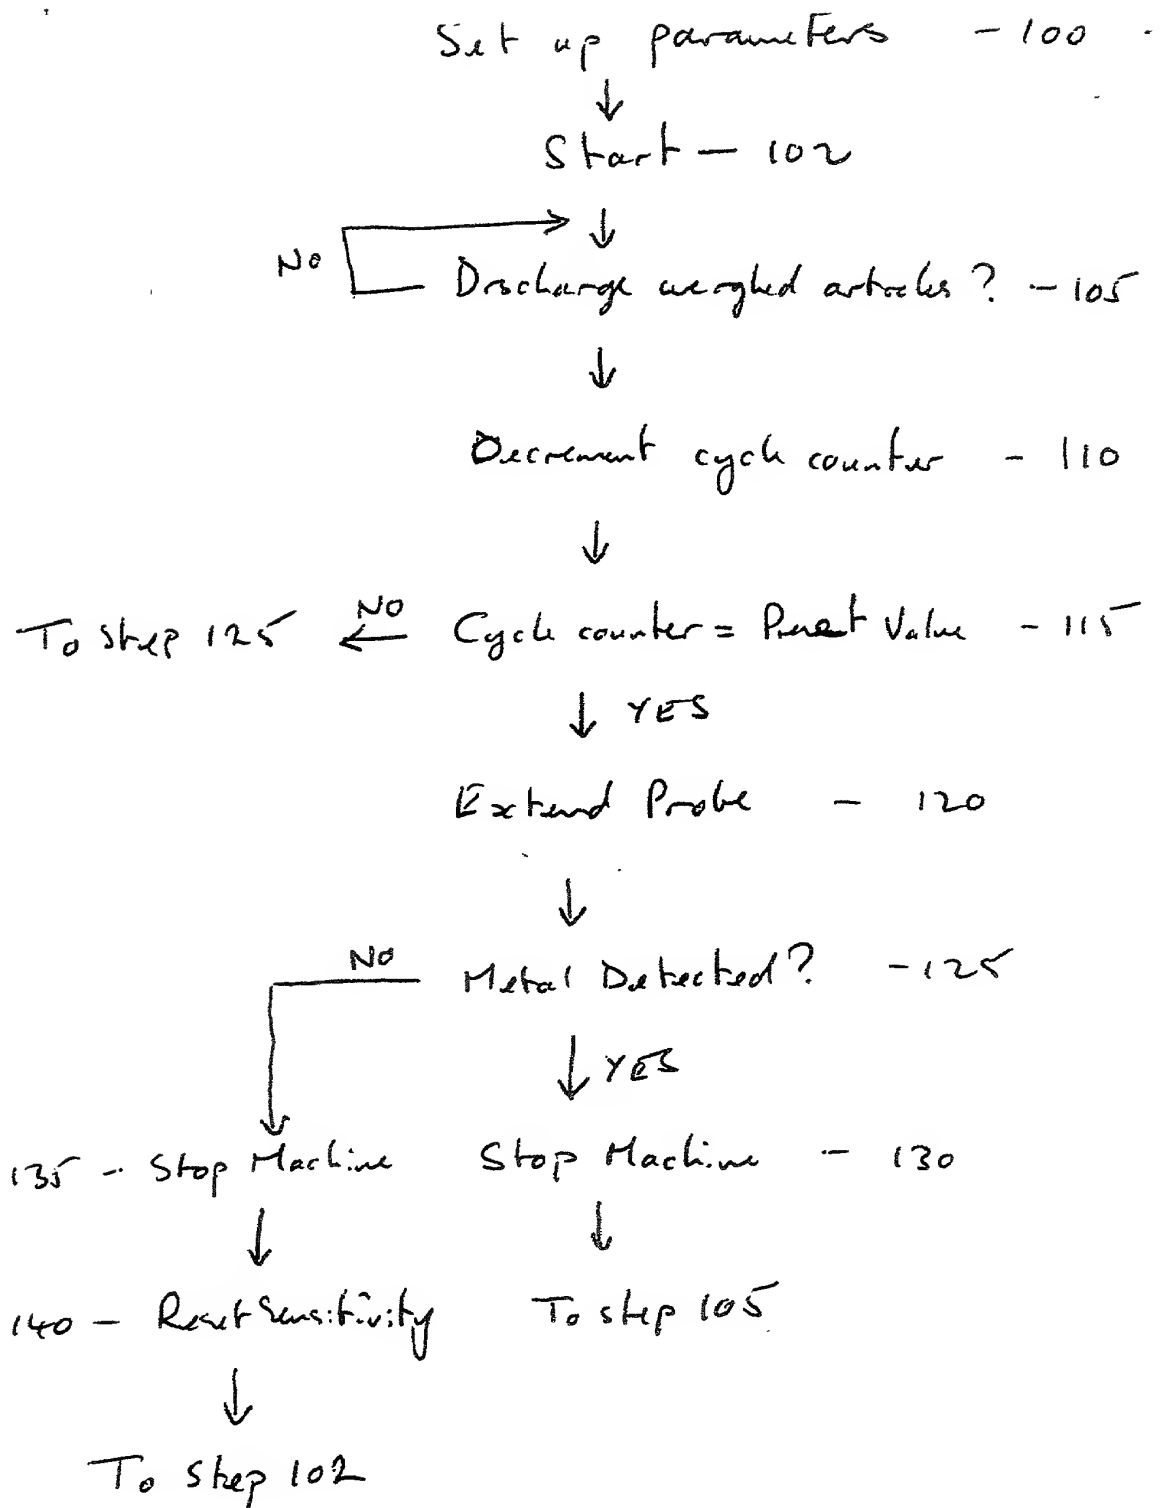 Set up parameters - 100
Start - 102
NO
Discharge weighed articles? - 105
Decrement cycle counter - 110
To step 125 NO Cycle counter = Preset Value - 115
YES
Extend Probe - 120
NO
Metal Detected? - 125
YES
135 - Stop Machine Stop Machine - 130
140 - Reset Sensitivity To step 105
To step 102